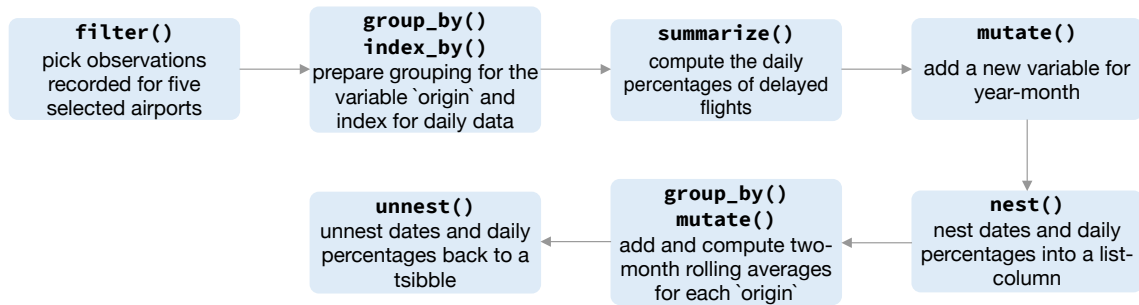 filter()
pick observations
recorded for five
selected airports
group_by()
index_by()
prepare grouping for the
variable `origin` and
index for daily data
summarize()
compute the daily
percentages of delayed
flights
mutate()
add a new variable for
year-month
nest()
nest dates and daily
percentages into a list-
column
group_by()
mutate()
add and compute two-
month rolling averages
for each `origin`
unnest()
unnest dates and daily
percentages back to a
tsibble